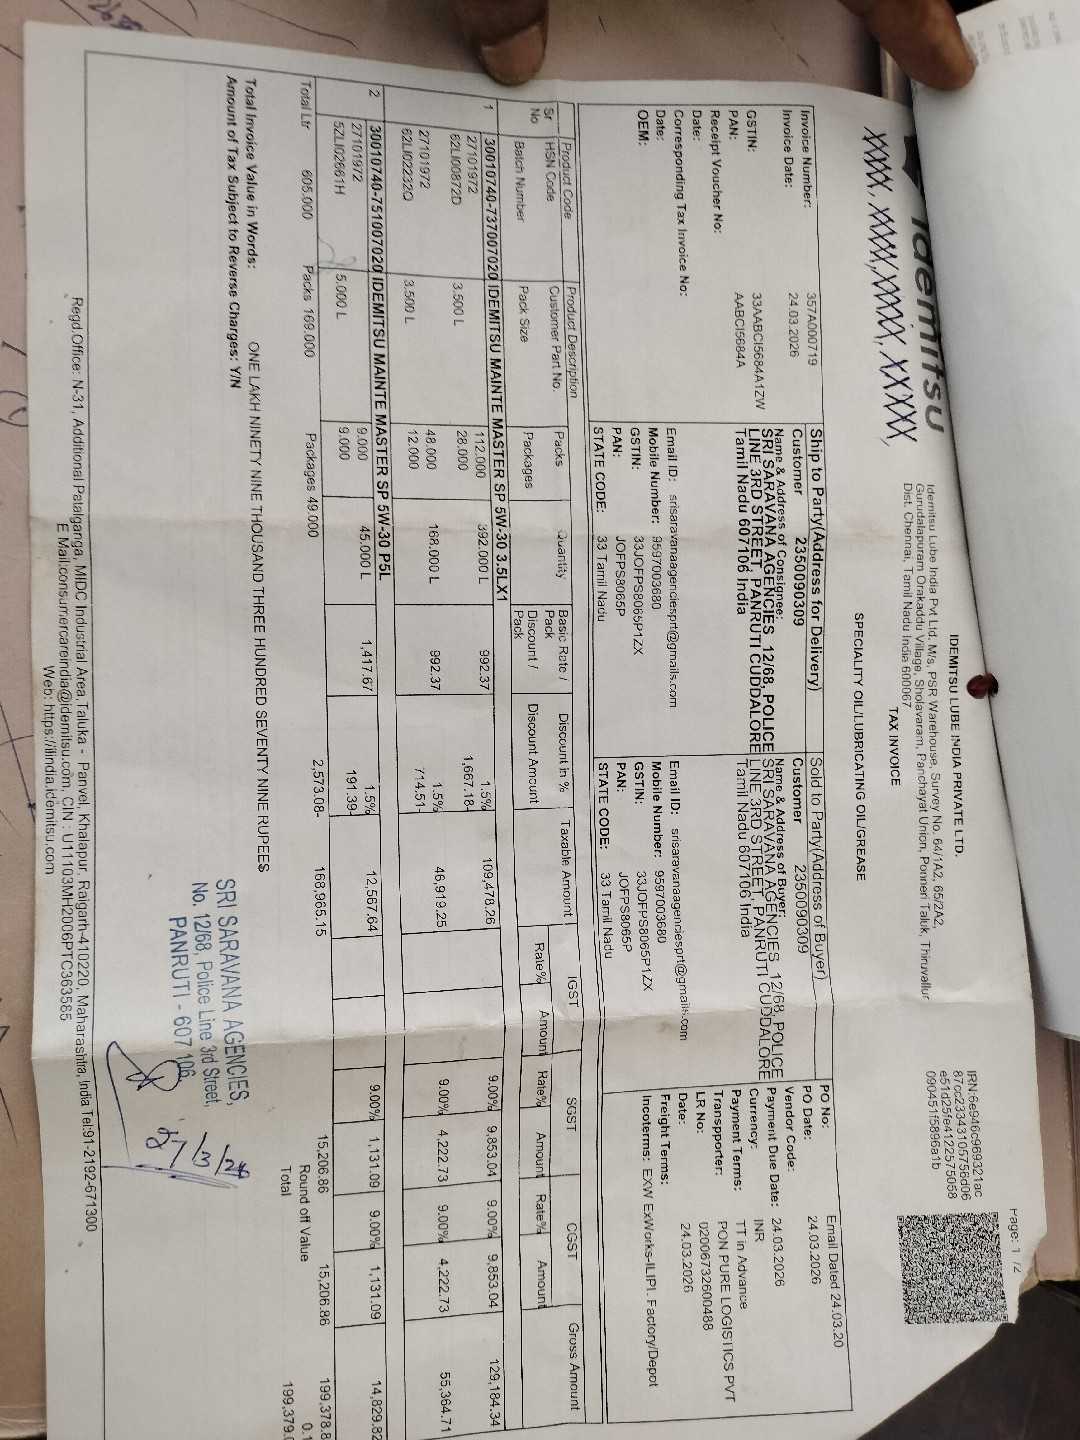 idemitsu
IDEMITSU LUBE INDIA PRIVATE LTD.
Idemitsu Lube India Pvt Ltd. M/s. PSR Warehouse, Survey No. 64/1A2, 65/2A2,
Gurudalapuram Orakaddu Village, Sholavaram, Panchayat Union, Ponneri Taluk, Thiruvallur
Dist. Chennai, Tamil Nadu India 600067
TAX INVOICE
SPECIALITY OIL/LUBRICATING OIL/GREASE
Page: 1 /2
IRN:6e946c969321ac
87cc23343105756d06
e51d25fe4122575058
090451f5896a1b
Invoice Number: 357A000719
Invoice Date: 24.03.2026
GSTIN: 33AABCI5684A1ZW
PAN: AABCI5684A
Receipt Voucher No:
Date:
Corresponding Tax Invoice No:
Date:
OEM:
Ship to Party(Address for Delivery)
Customer 2350090309
Name & Address of Consignee:
SRI SARAVANA AGENCIES 12/68, POLICE
LINE 3RD STREET, PANRUTI CUDDALORE
Tamil Nadu 607106 India
Email ID: srisaravanaagenciesprt@gmails.com
Mobile Number: 9597003680
GSTIN: 33JOFPS8065P1ZX
PAN: JOFPS8065P
STATE CODE: 33 Tamil Nadu
Sold to Party(Address of Buyer)
Customer 2350090309
Name & Address of Buyer:
SRI SARAVANA AGENCIES 12/68, POLICE
LINE 3RD STREET, PANRUTI CUDDALORE
Tamil Nadu 607106 India
Email ID: srisaravanaagenciesprt@gmails.com
Mobile Number: 9597003680
GSTIN: 33JOFPS8065P1ZX
PAN: JOFPS8065P
STATE CODE: 33 Tamil Nadu
PO No: Email Dated 24.03.20
PO Date: 24.03.2026
Vendor Code:
Payment Due Date: 24.03.2026
Currency: INR
Payment Terms: TT in Advance
Transpporter: PON PURE LOGISTICS PVT
LR No: 02006732600488
Date: 24.03.2026
Freight Terms:
Incoterms: EXW ExWorks-ILIPL Factory/Depot
Sr No Product Code HSN Code Batch Number Product Description Customer Part No. Pack Size Packs Packages Quantity Basic Rate / Pack Discount / Pack Discount in % Discount Amount Taxable Amount IGST Rate% Amount SGST Rate% Amount CGST Rate% Amount Gross Amount
1 30010740-737007020 IDEMITSU MAINTE MASTER SP 5W-30 3.5LX1
27101972 112.000 392.000 L 992.37 1.5% 109,478.26 9.00% 9,853.04 9.00% 9,853.04 129,184.34
62LI00872D 3.500 L 28.000 1,667.18-
27101972 48.000 168.000 L 992.37 1.5% 46,919.25 9.00% 4,222.73 9.00% 4,222.73 55,364.71
62LI02232O 3.500 L 12.000 714.51-
2 30010740-751007020 IDEMITSU MAINTE MASTER SP 5W-30 P5L
27101972 9.000 45.000 L 1,417.67 1.5% 12,567.64 9.00% 1,131.09 9.00% 1,131.09 14,829.82
5ZLI02661H 5.000 L 9.000 191.39-
Total Ltr 605.000 Packs 169.000 Packages 49.000 2,573.08- 168,965.15 15,206.86 15,206.86 199,378.8
Round off Value 0.1
Total 199,379.0
Total Invoice Value in Words: ONE LAKH NINETY NINE THOUSAND THREE HUNDRED SEVENTY NINE RUPEES
Amount of Tax Subject to Reverse Charges: Y/N
SRI SARAVANA AGENCIES,
No. 12/68, Police Line 3rd Street,
PANRUTI - 607 106.
27/3/26
Regd.Office: N-31, Additional Patalganga, MIDC Industrial Area,Taluka - Panvel, Khalapur, Raigarh-410220, Maharashtra, India Tel:91-2192-671300
E Mail:consumercareindia@idemitsu.com, CIN : U11103MH2006PTC363585
Web: https://ilindia.idemitsu.com